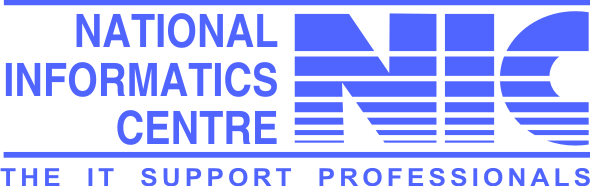 NATIONAL
INFORMATICS
CENTRE
NIC
THE IT SUPPORT PROFESSIONALS